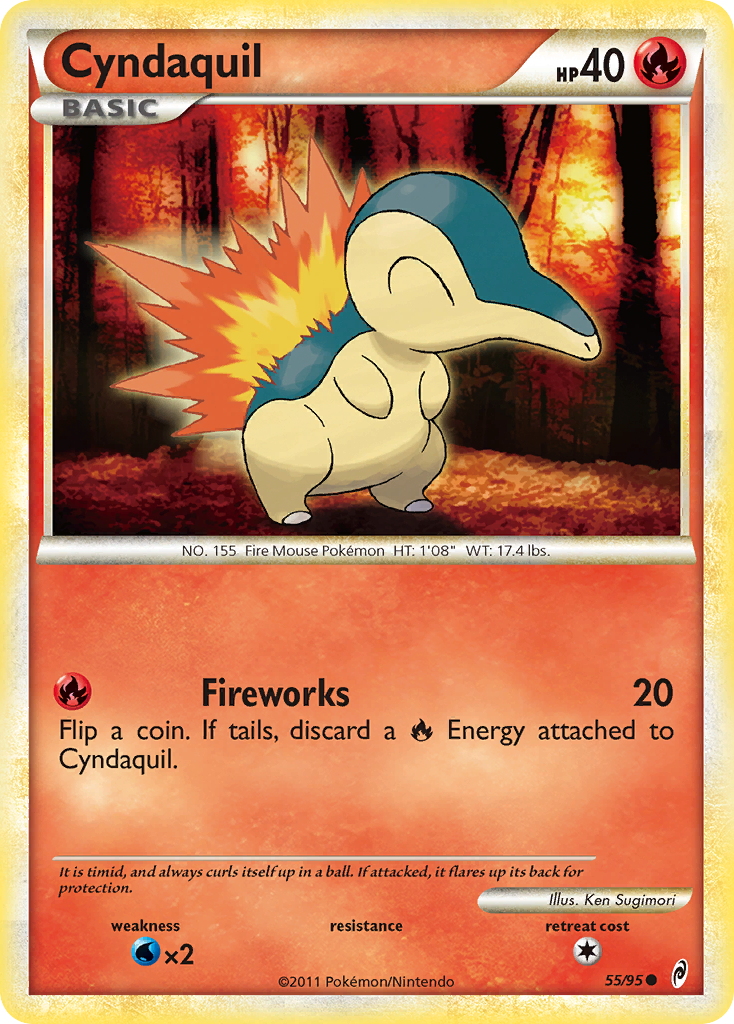 Cyndaquil
HP40
BASIC
NO. 155 Fire Mouse Pokémon HT: 1'08" WT: 17.4 lbs.
Fireworks 20
Flip a coin. If tails, discard a Energy attached to
Cyndaquil.
It is timid, and always curls itself up in a ball. If attacked, it flares up its back for
protection.
Illus. Ken Sugimori
weakness resistance retreat cost
×2
©2011 Pokémon/Nintendo 55/95